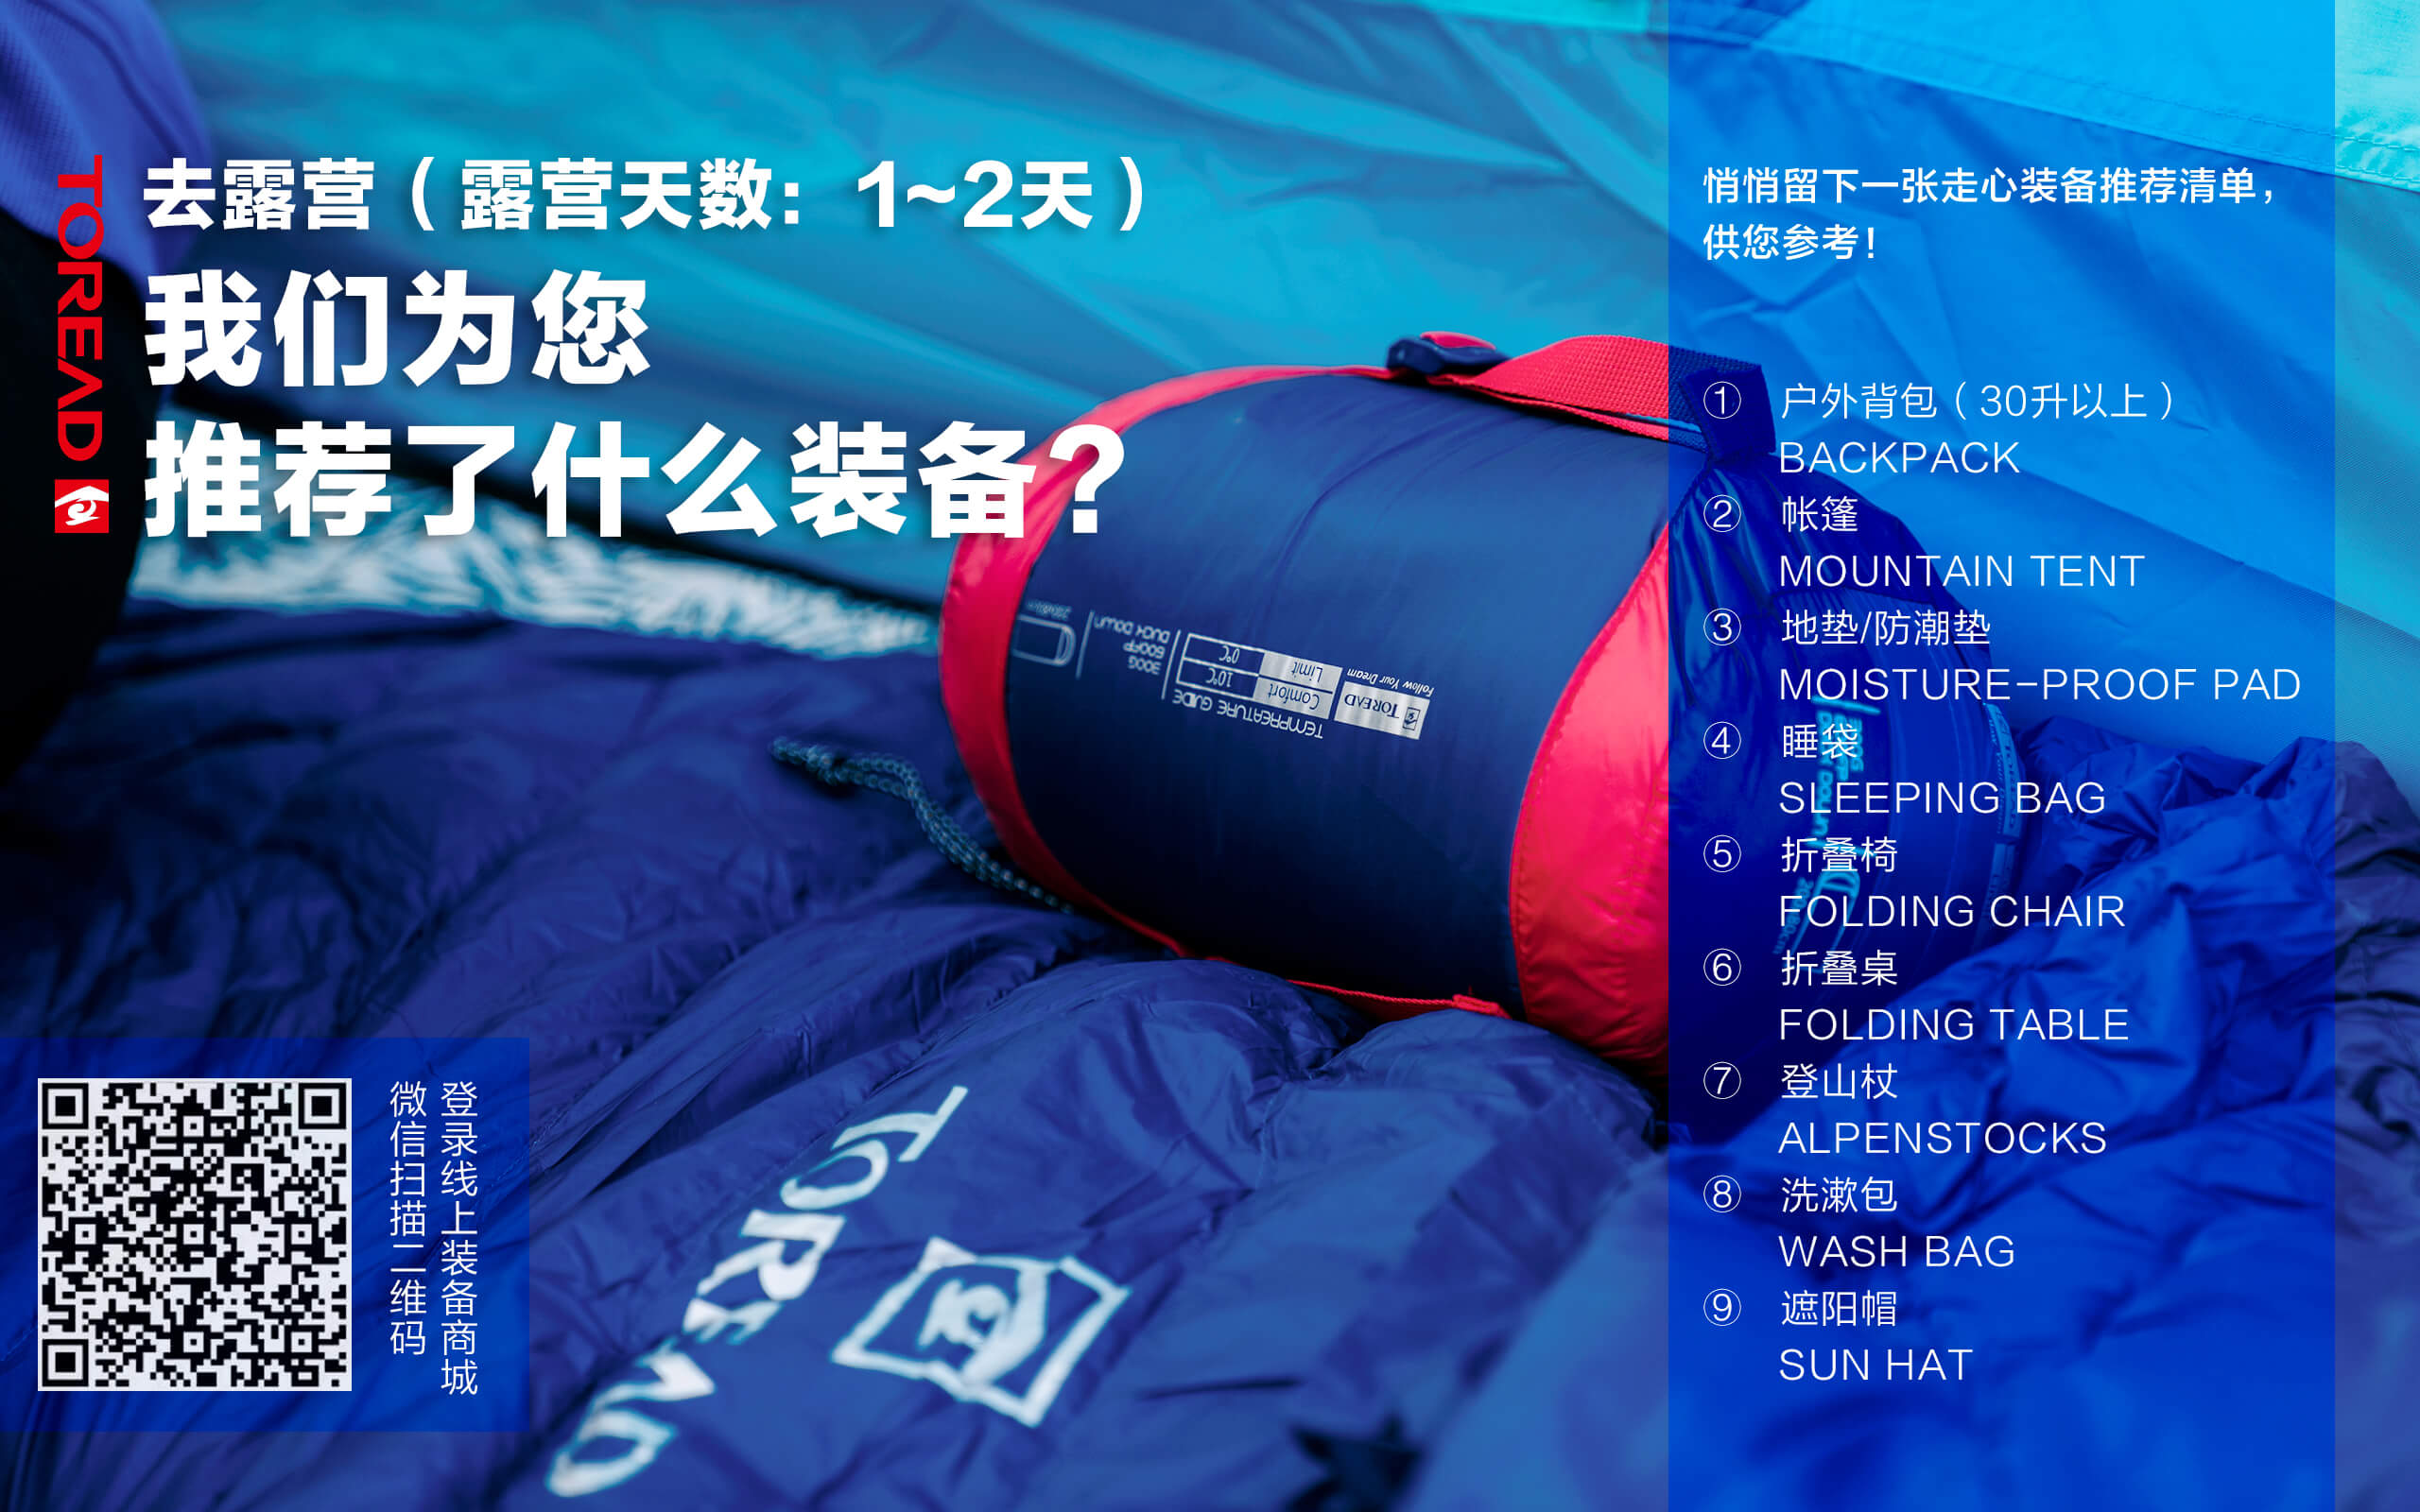 TOREAD
去露营（露营天数：1~2天）
我们为您
推荐了什么装备？
悄悄留下一张走心装备推荐清单，
供您参考！
① 户外背包（30升以上）
BACKPACK
② 帐篷
MOUNTAIN TENT
③ 地垫/防潮垫
MOISTURE-PROOF PAD
④ 睡袋
SLEEPING BAG
⑤ 折叠椅
FOLDING CHAIR
⑥ 折叠桌
FOLDING TABLE
⑦ 登山杖
ALPENSTOCKS
⑧ 洗漱包
WASH BAG
⑨ 遮阳帽
SUN HAT
TOREAD
Follow Your Dream
TEMPREATURE GUIDE
Comfort 10℃
Limit 0℃
300G
600FP
DUCK DOWN
TOREAD
登录线上装备商城
微信扫描二维码